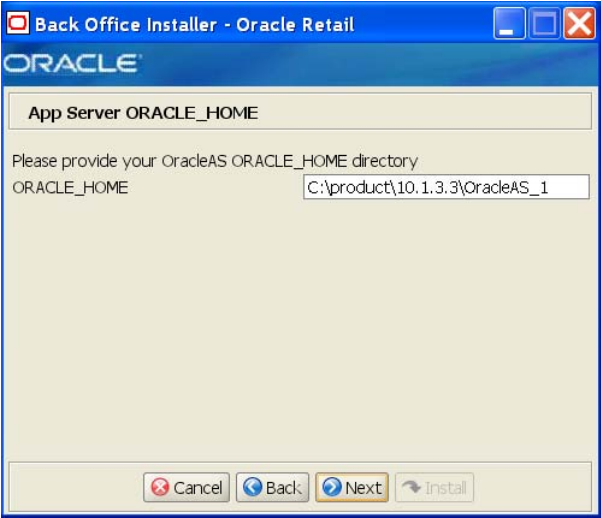 Back Office Installer - Oracle Retail
ORACLE
App Server ORACLE_HOME
Please provide your OracleAS ORACLE_HOME directory
ORACLE_HOME C:\product\10.1.3.3\OracleAS_1
Cancel Back Next Install